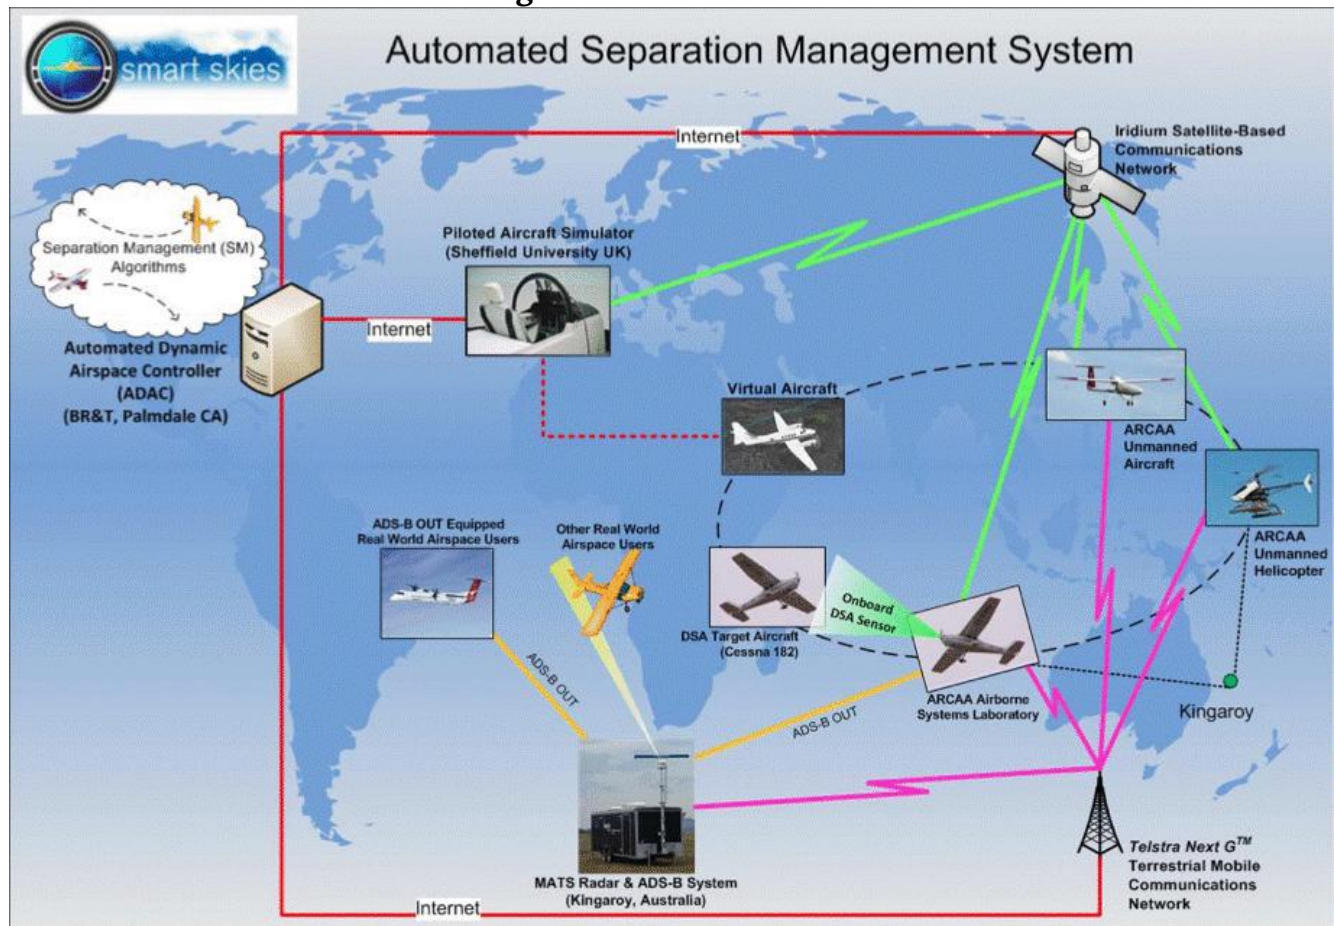 smart skies
Automated Separation Management System
Internet
Iridium Satellite-Based
Communications
Network
Separation Management (SM)
Algorithms
Piloted Aircraft Simulator
(Sheffield University UK)
Internet
Automated Dynamic
Airspace Controller
(ADAC)
(BR&T, Palmdale CA)
Virtual Aircraft
ARCAA
Unmanned
Aircraft
ADS-B OUT Equipped
Real World Airspace Users
Other Real World
Airspace Users
ARCAA
Unmanned
Helicopter
Onboard
DSA Sensor
DSA Target Aircraft
(Cessna 182)
ADS-B OUT
ARCAA Airborne
Systems Laboratory
Kingaroy
ADS-B OUT
Telstra Next G™
Terrestrial Mobile
Communications
Network
MATS Radar & ADS-B System
(Kingaroy, Australia)
Internet